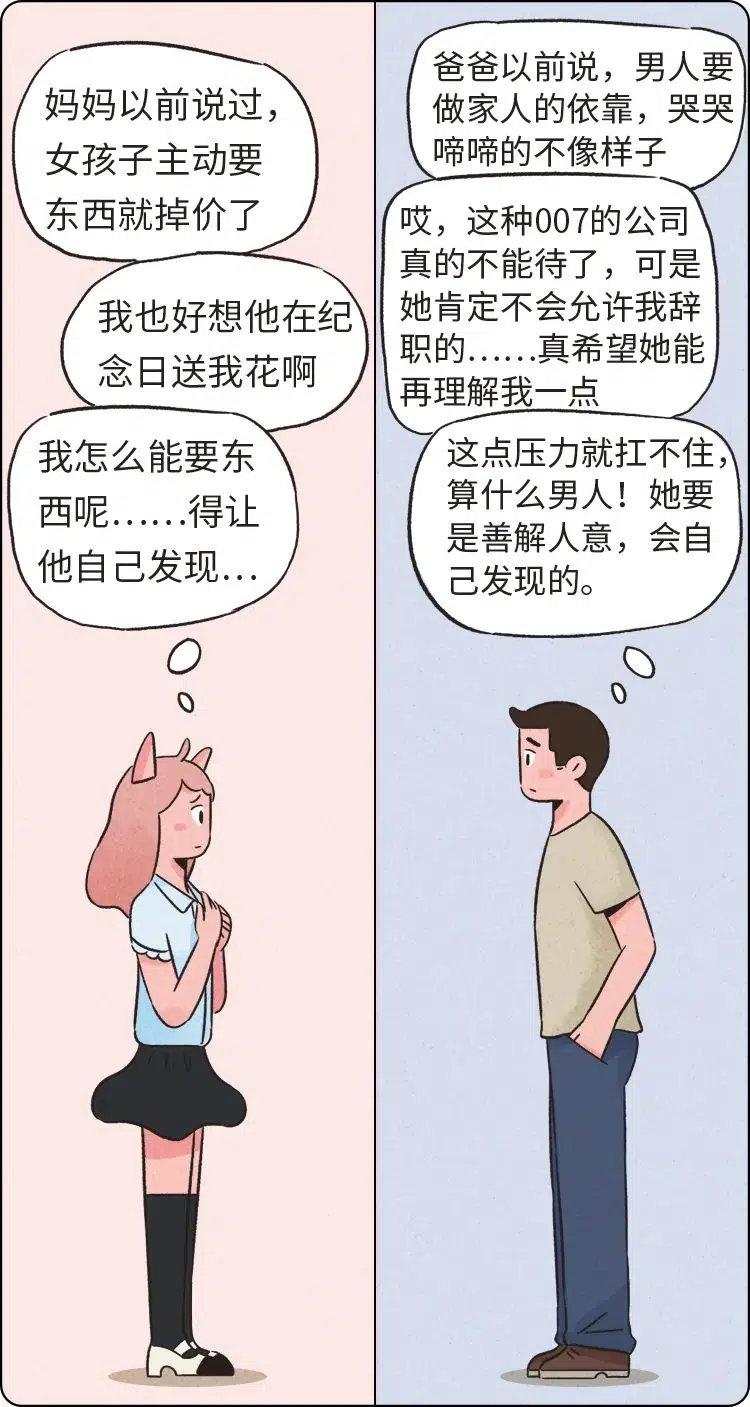 妈妈以前说过，
女孩子主动要
东西就掉价了
我也好想他在纪
念日送我花啊
我怎么能要东
西呢……得让
他自己发现…
爸爸以前说，男人要
做家人的依靠，哭哭
啼啼的不像样子
哎，这种007的公司
真的不能待了，可是
她肯定不会允许我辞
职的……真希望她能
再理解我一点
这点压力就扛不住，
算什么男人！她要
是善解人意，会自
己发现的。